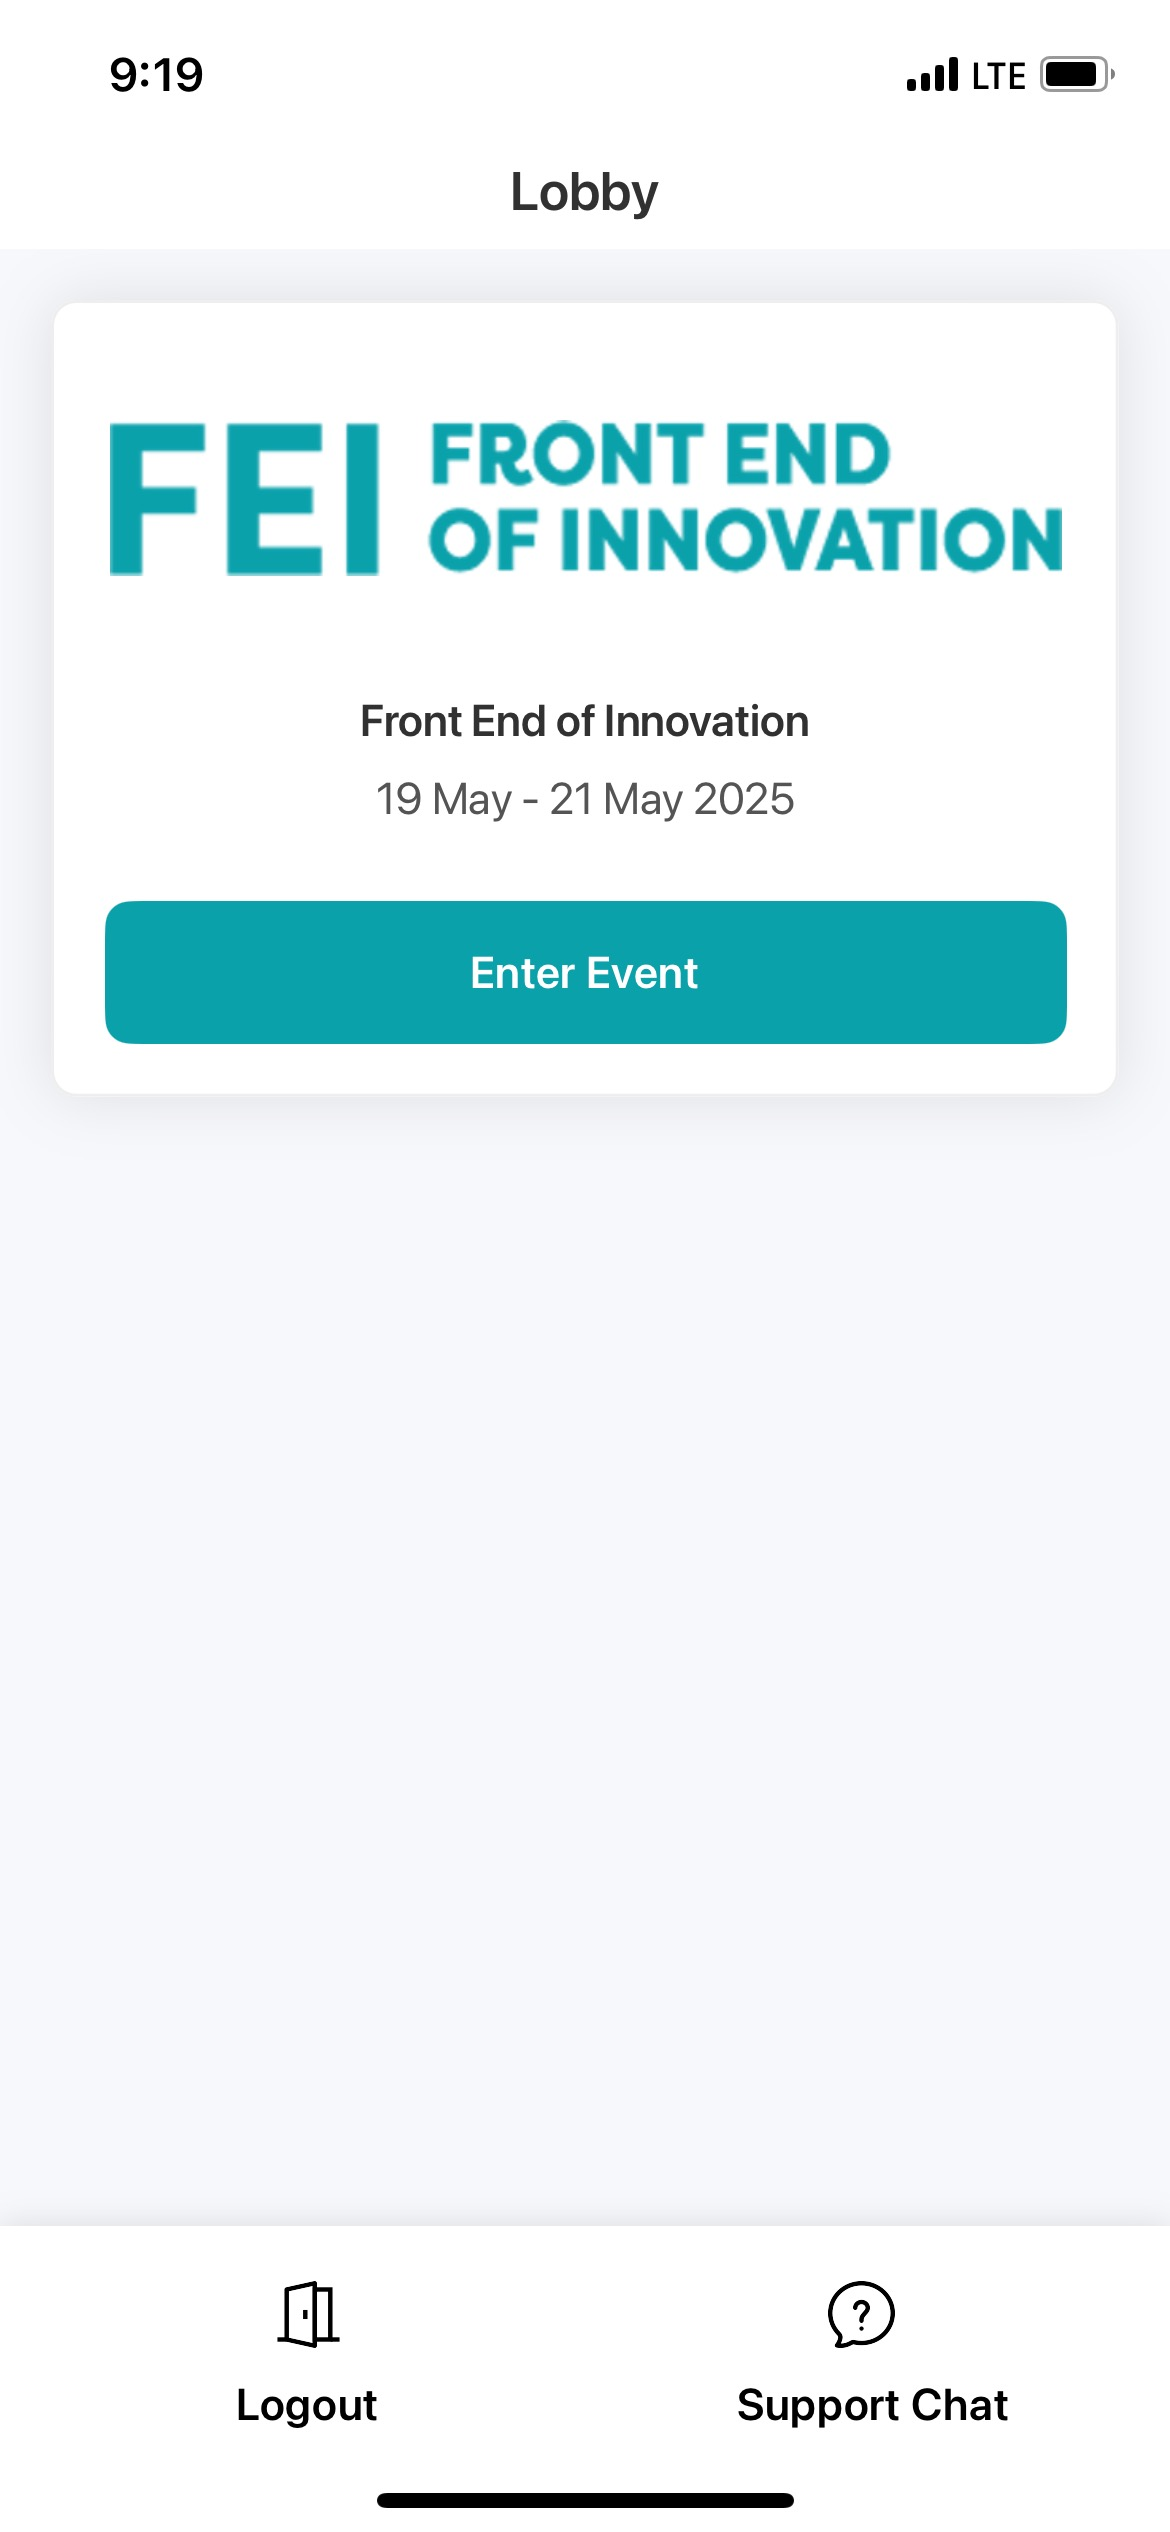 9:19
LTE
Lobby
FEI
FRONT END
OF INNOVATION
Front End of Innovation
19 May - 21 May 2025
Enter Event
?
Logout
Support Chat